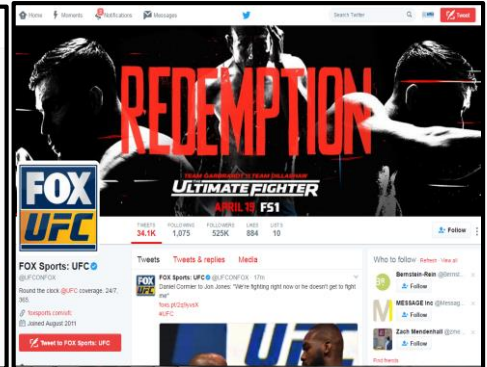 Home Moments Notifications Messages Search Twitter Tweet
REDEMPTION
TEAM GARBRANDT VS TEAM DILLASHAW
ULTIMATE FIGHTER
APRIL 19 FS1
FOX
UFC
TWEETS FOLLOWING FOLLOWERS LIKES LISTS
34.1K 1,075 525K 884 10
Follow
FOX Sports: UFC
@UFCONFOX
Round the clock @UFC coverage. 24/7,
365.
foxsports.com/ufc
Joined August 2011
Tweet to FOX Sports: UFC
Tweets Tweets & replies Media
FOX Sports: UFC @UFCONFOX · 17m
Daniel Cormier to Jon Jones: "We're fighting right now or he doesn't get to fight
me"
#UFC
Who to follow Refresh View all
Bernstein-Rein
Follow
MESSAGE Inc
Follow
Zach Mendenhall
Follow
Find friends